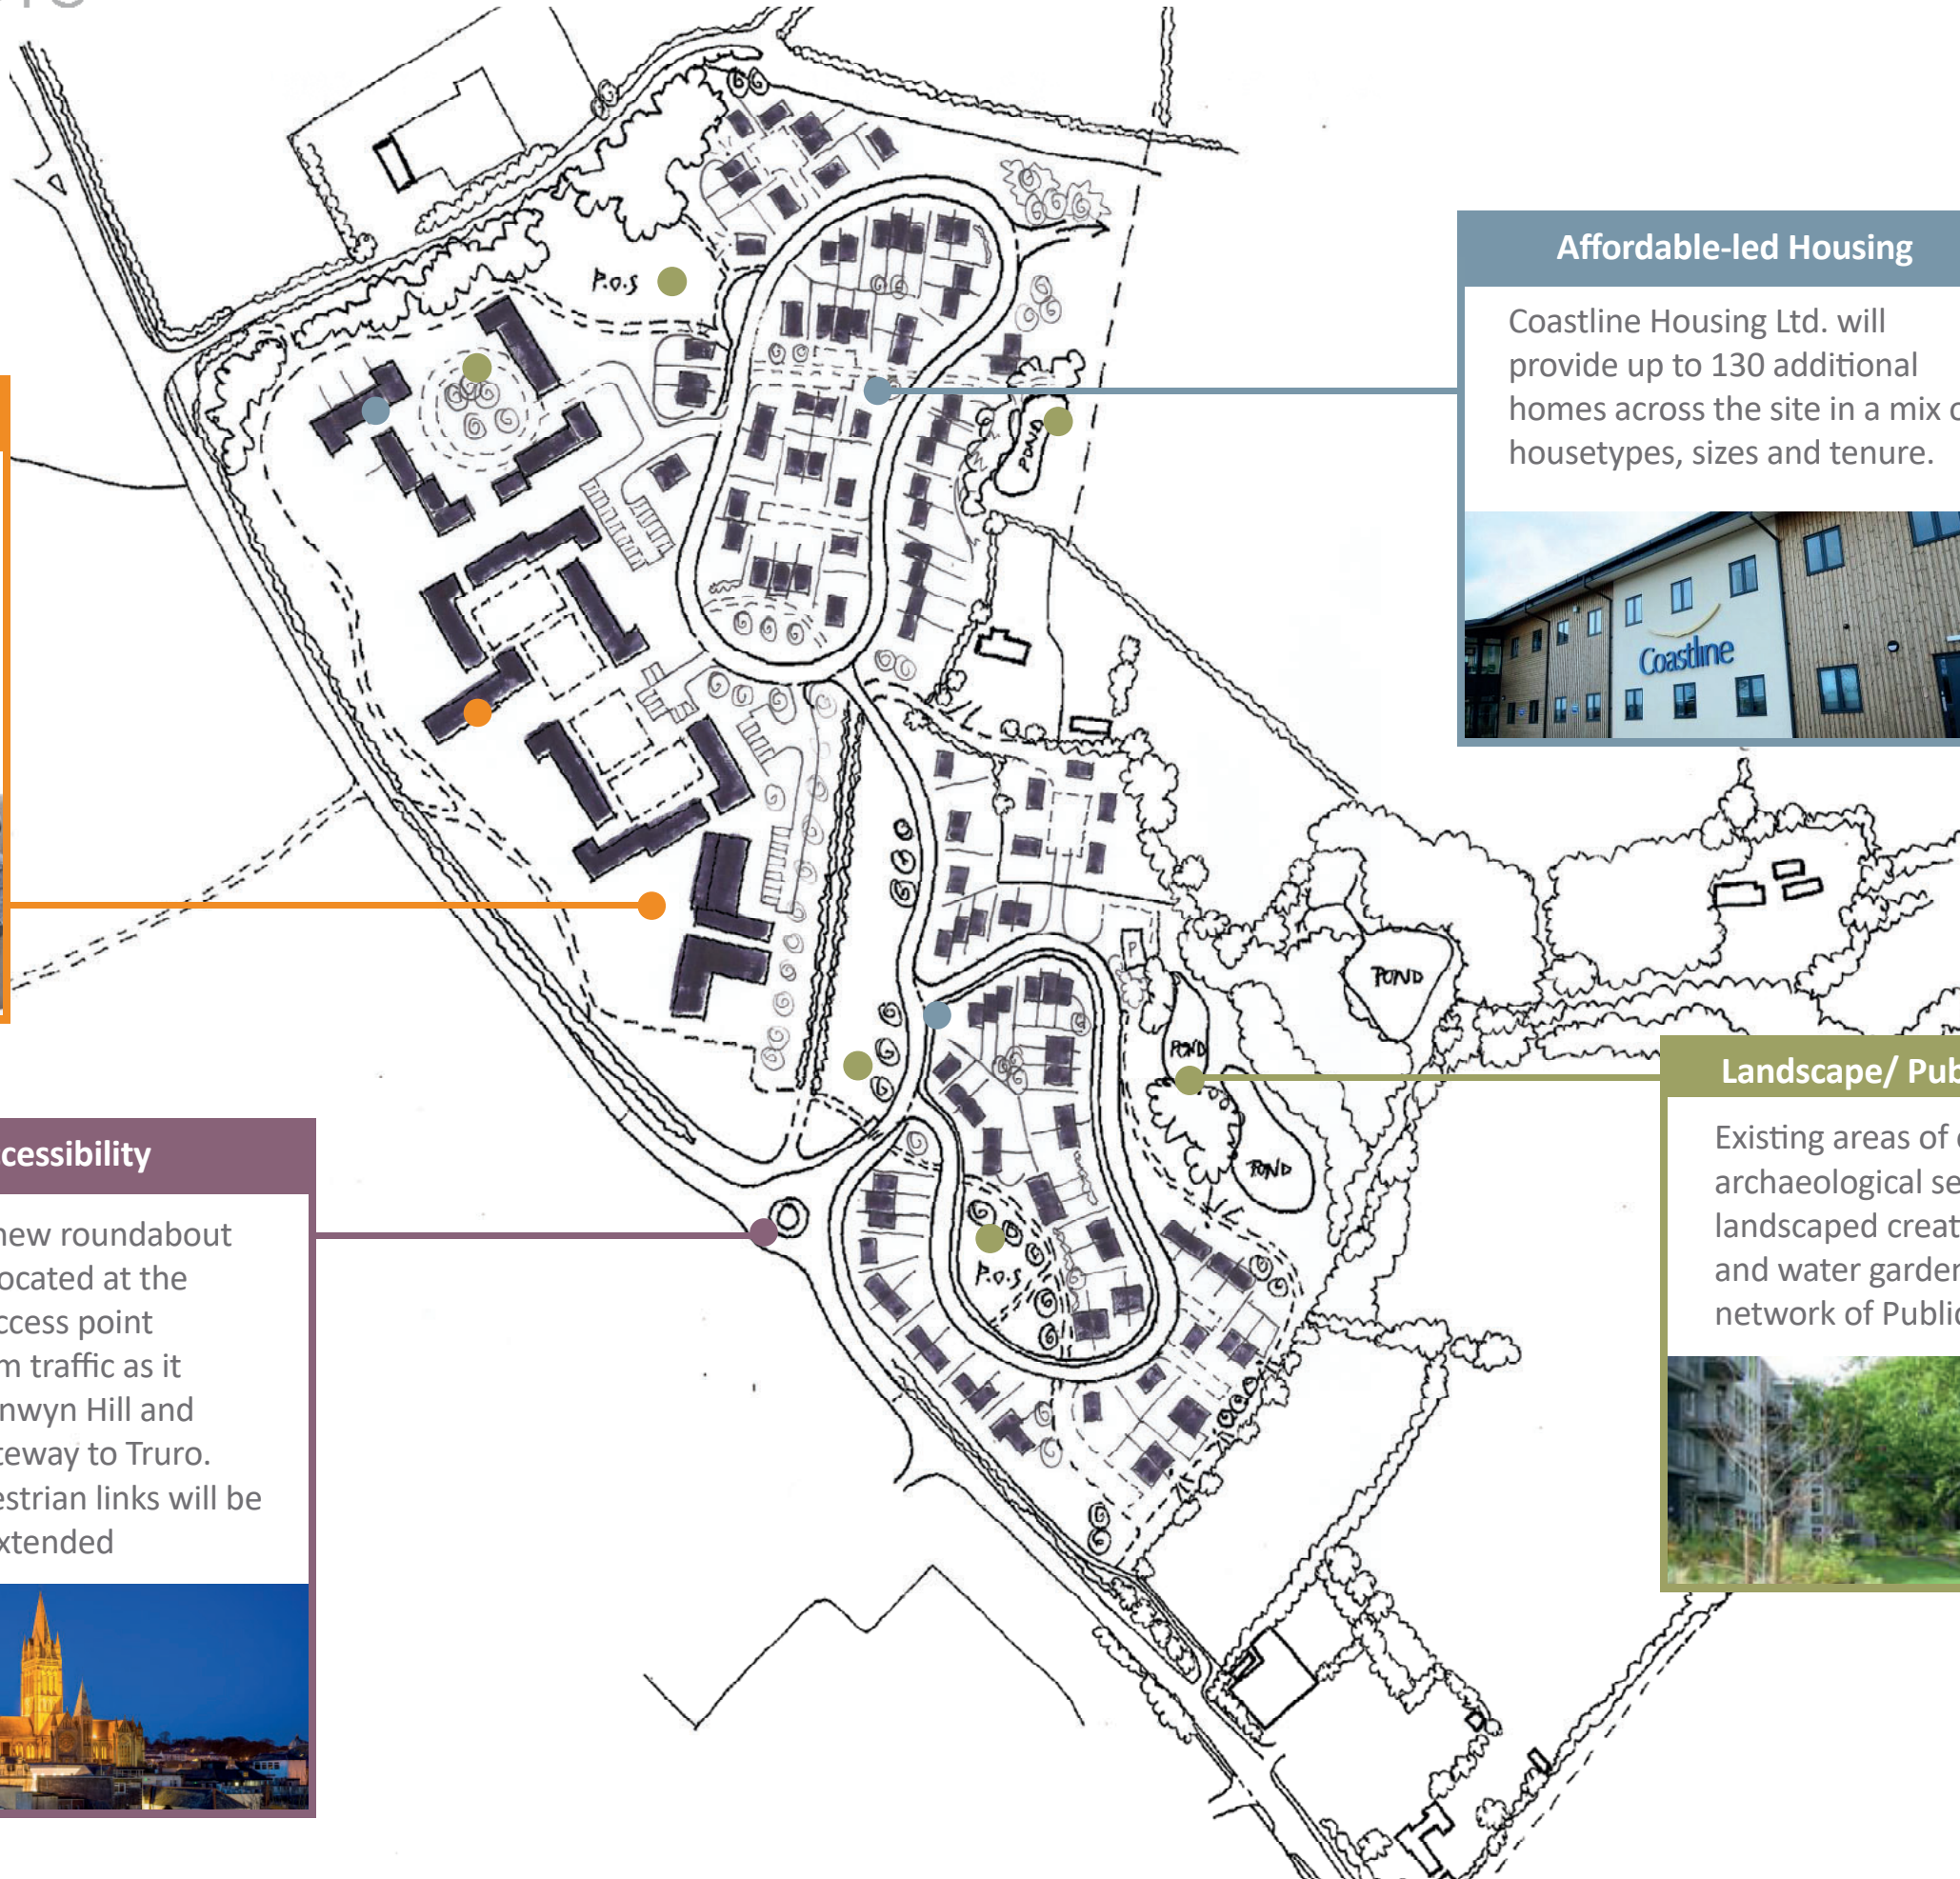 P.O.S
Affordable-led Housing
Coastline Housing Ltd. will
provide up to 130 additional
homes across the site in a mix
housetypes, sizes and tenure.
Coastline
POND
P
POND
POND
POND
P.O.S
Landscape/ Pub
Existing areas of
archaeological se
landscaped creat
and water garden
network of Public
cessibility
new roundabout
ocated at the
ccess point
m traffic as it
nwyn Hill and
teway to Truro.
estrian links will be
xtended